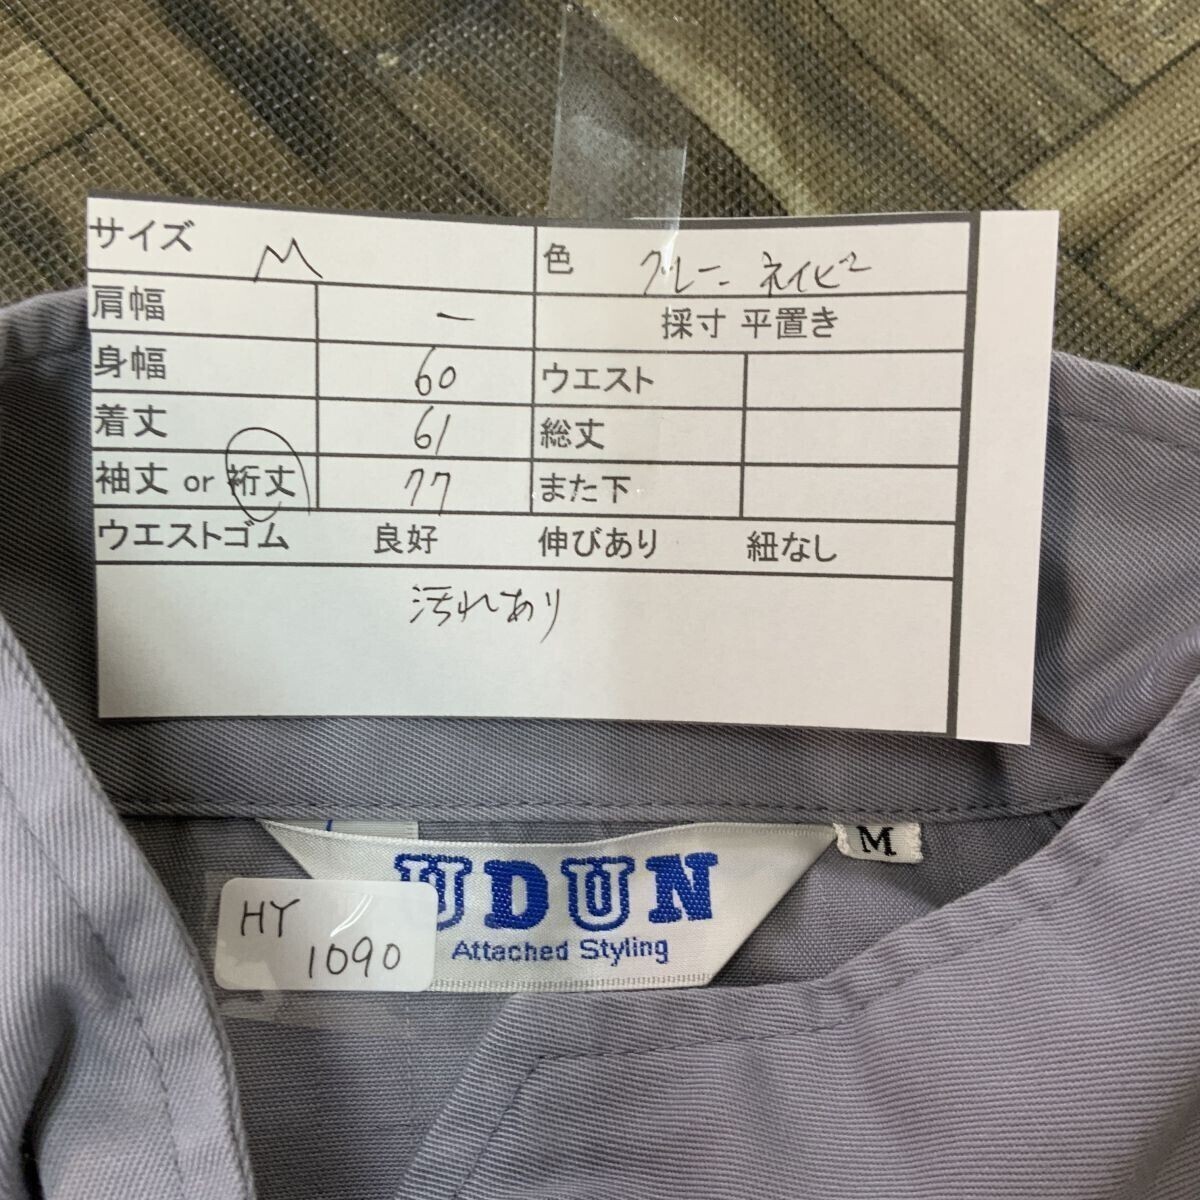 サイズ M 色 グレー ネイビー
肩幅 ー 採寸 平置き
身幅 60 ウエスト
着丈 61 総丈
袖丈 or 裄丈 77 また下
ウエストゴム 良好 伸びあり 紐なし
汚れあり
M
UDUN
Attached Styling
HY
1090